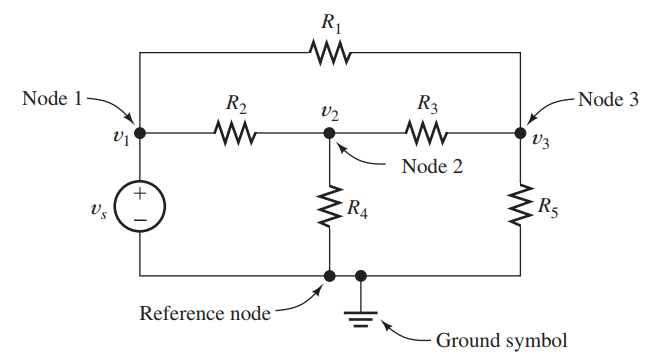 R₁
Node 1
R₂
v₂
R₃
Node 3
v₁
v₃
Node 2
+
vₛ
R₄
R₅
Reference node
Ground symbol